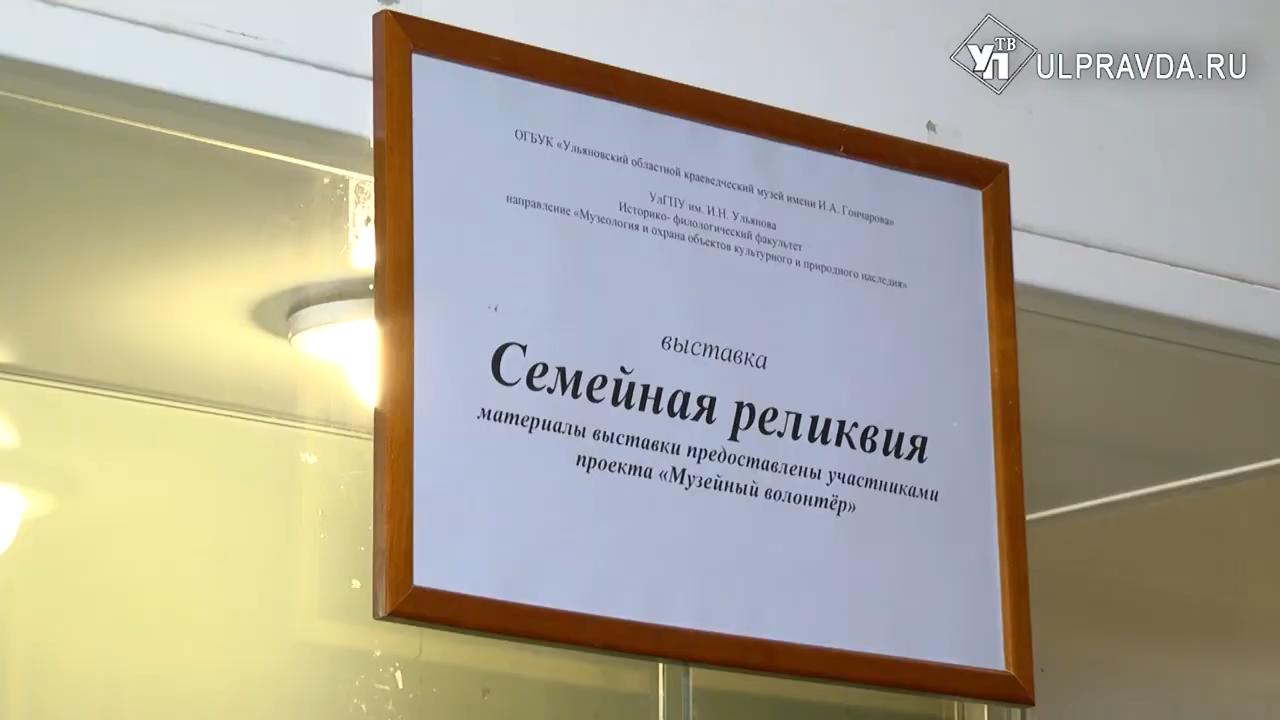 УП ТВ ULPRAVDA.RU
ОГБУК «Ульяновский областной краеведческий музей имени И.А. Гончарова»
УлГПУ им. И.Н. Ульянова
Историко- филологический факультет
направление «Музеология и охрана объектов культурного и природного наследия»
выставка
Семейная реликвия
материалы выставки предоставлены участниками
проекта «Музейный волонтёр»